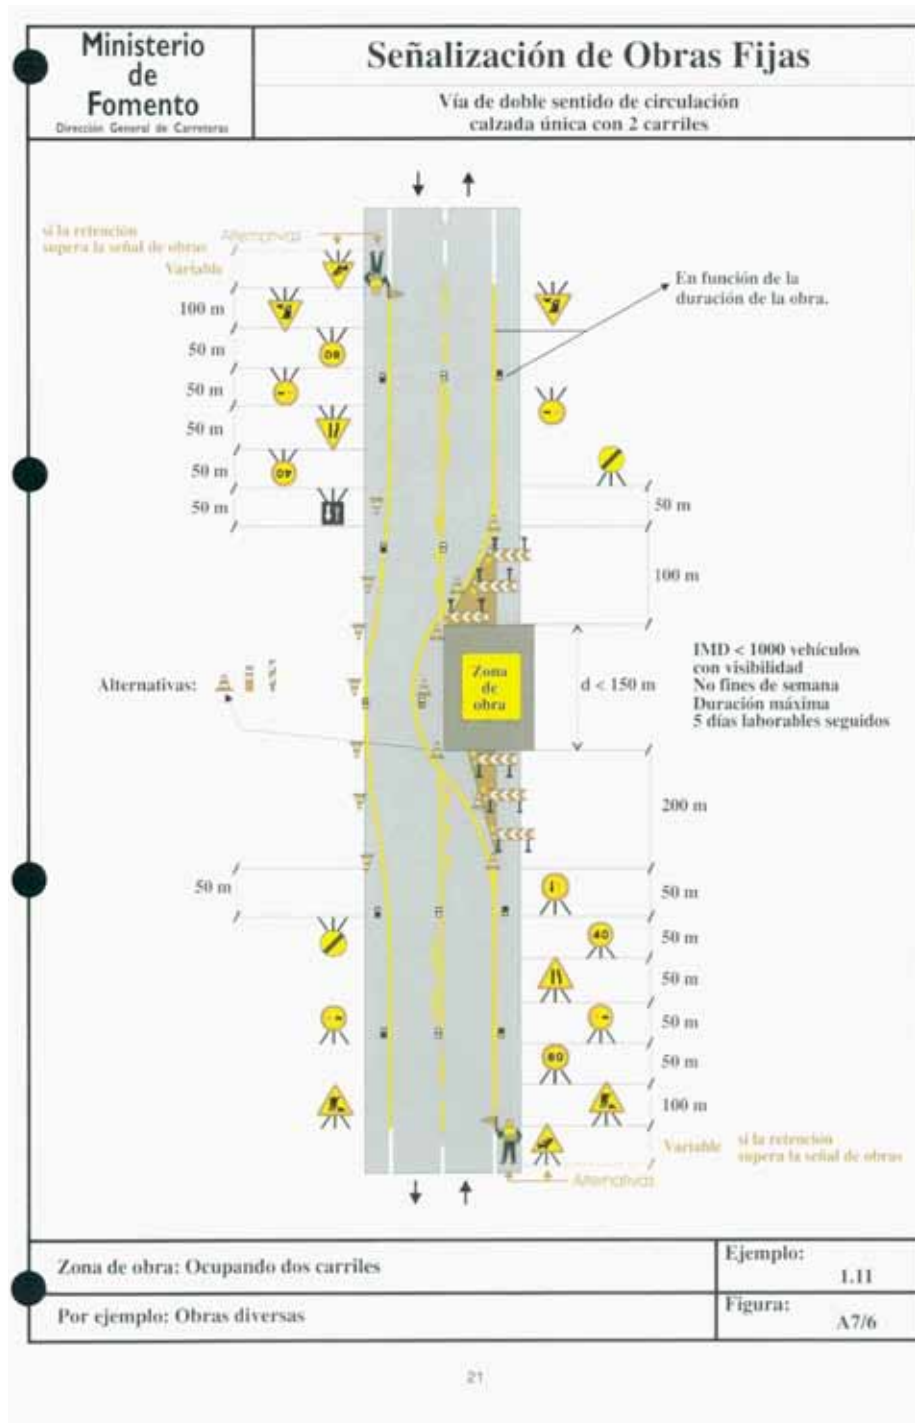 Ministerio
de
Fomento
Dirección General de Carreteras
Señalización de Obras Fijas
Vía de doble sentido de circulación
calzada única con 2 carriles
si la retención
supera la señal de obras
Alternativas
Variable
100 m
50 m
80
50 m
50 m
50 m
40
50 m
En función de la
duración de la obra.
50 m
100 m
Alternativas:
Zona
de
obra
d < 150 m
IMD < 1000 vehículos
con visibilidad
No fines de semana
Duración máxima
5 días laborables seguidos
200 m
50 m
50 m
40
50 m
50 m
50 m
60
50 m
100 m
Variable
si la retención
supera la señal de obras
Alternativas
Zona de obra: Ocupando dos carriles
Ejemplo:
1.11
Por ejemplo: Obras diversas
Figura:
A7/6
21